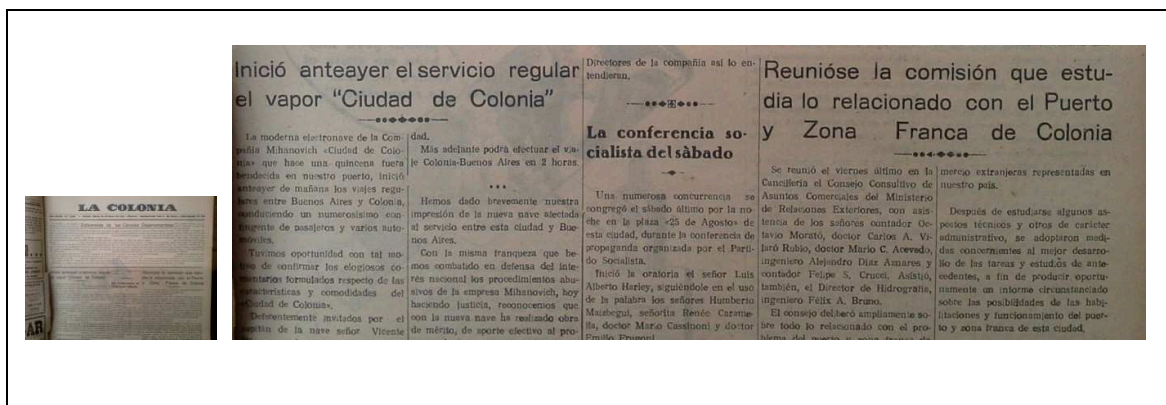 LA COLONIA
Inició anteayer el servicio regular
el vapor "Ciudad de Colonia"
La moderna electronave de la Com-
pañía Mihanovich «Ciudad de Colo-
nia» que hace una quincena fuera
bendecida en nuestro puerto, inició
anteayer de mañana los viajes regu-
lares entre Buenos Aires y Colonia,
conduciendo un numerosísimo con-
tingente de pasajeros y varios auto-
móviles.
Tuvimos oportunidad con tal mo-
tivo de confirmar los elogiosos co-
mentarios formulados respecto de las
características y comodidades del
«Ciudad de Colonia».
Deferentemente invitados por el
capitán de la nave señor Vicente
dad.
Más adelante podrá efectuar el via-
je Colonia-Buenos Aires en 2 horas.
* * *
Hemos dado brevemente nuestra
impresión de la nueva nave afectada
al servicio entre esta ciudad y Bue-
nos Aires.
Con la misma franqueza que he-
mos combatido en defensa del inte-
rés nacional los procedimientos abu-
sivos de la empresa Mihanovich, hoy
haciendo justicia, reconocemos que
con la nueva nave ha realizado obra
de mérito, de aporte efectivo al pro-
Directores de la compañía así lo en-
tendieran.
La conferencia so-
cialista del sàbado
Una numerosa concurrencia se
congregó el sábado último por la no-
che en la plaza «25 de Agosto» de
esta ciudad, durante la conferencia de
propaganda organizada por el Parti-
do Socialista.
Inició la oratoria el señor Luis
Alberto Harley, siguiéndole en el uso
de la palabra los señores Humberto
Maiztegui, señorita Renée Carame-
lla, doctor Mario Cassinoni y doctor
Emilio Frugoni.
Reunióse la comisión que estu-
dia lo relacionado con el Puerto
y Zona Franca de Colonia
Se reunió el viernes último en la
Cancillería el Consejo Consultivo de
Asuntos Comerciales del Ministerio
de Relaciones Exteriores, con asis-
tencia de los señores contador Oc-
tavio Morató, doctor Carlos A. Vi-
laró Rubio, doctor Mario C. Acevedo,
ingeniero Alejandro Díaz Amares y
contador Felipe S. Crucci. Asistió,
también, el Director de Hidrografía,
ingeniero Félix A. Bruno.
El consejo deliberó ampliamente so-
bre todo lo relacionado con el pro-
blema del puerto y zona franca de
mercio extranjeras representadas en
nuestro país.
Después de estudiarse algunos as-
pectos técnicos y otros de carácter
administrativo, se adoptaron medi-
das concernientes al mejor desarro-
llo de las tareas y estudios de ante-
cedentes, a fin de producir oportu-
namente un informe circunstanciado
sobre las posibilidades de las habi-
litaciones y funcionamiento del puer-
to y zona franca de esta ciudad.